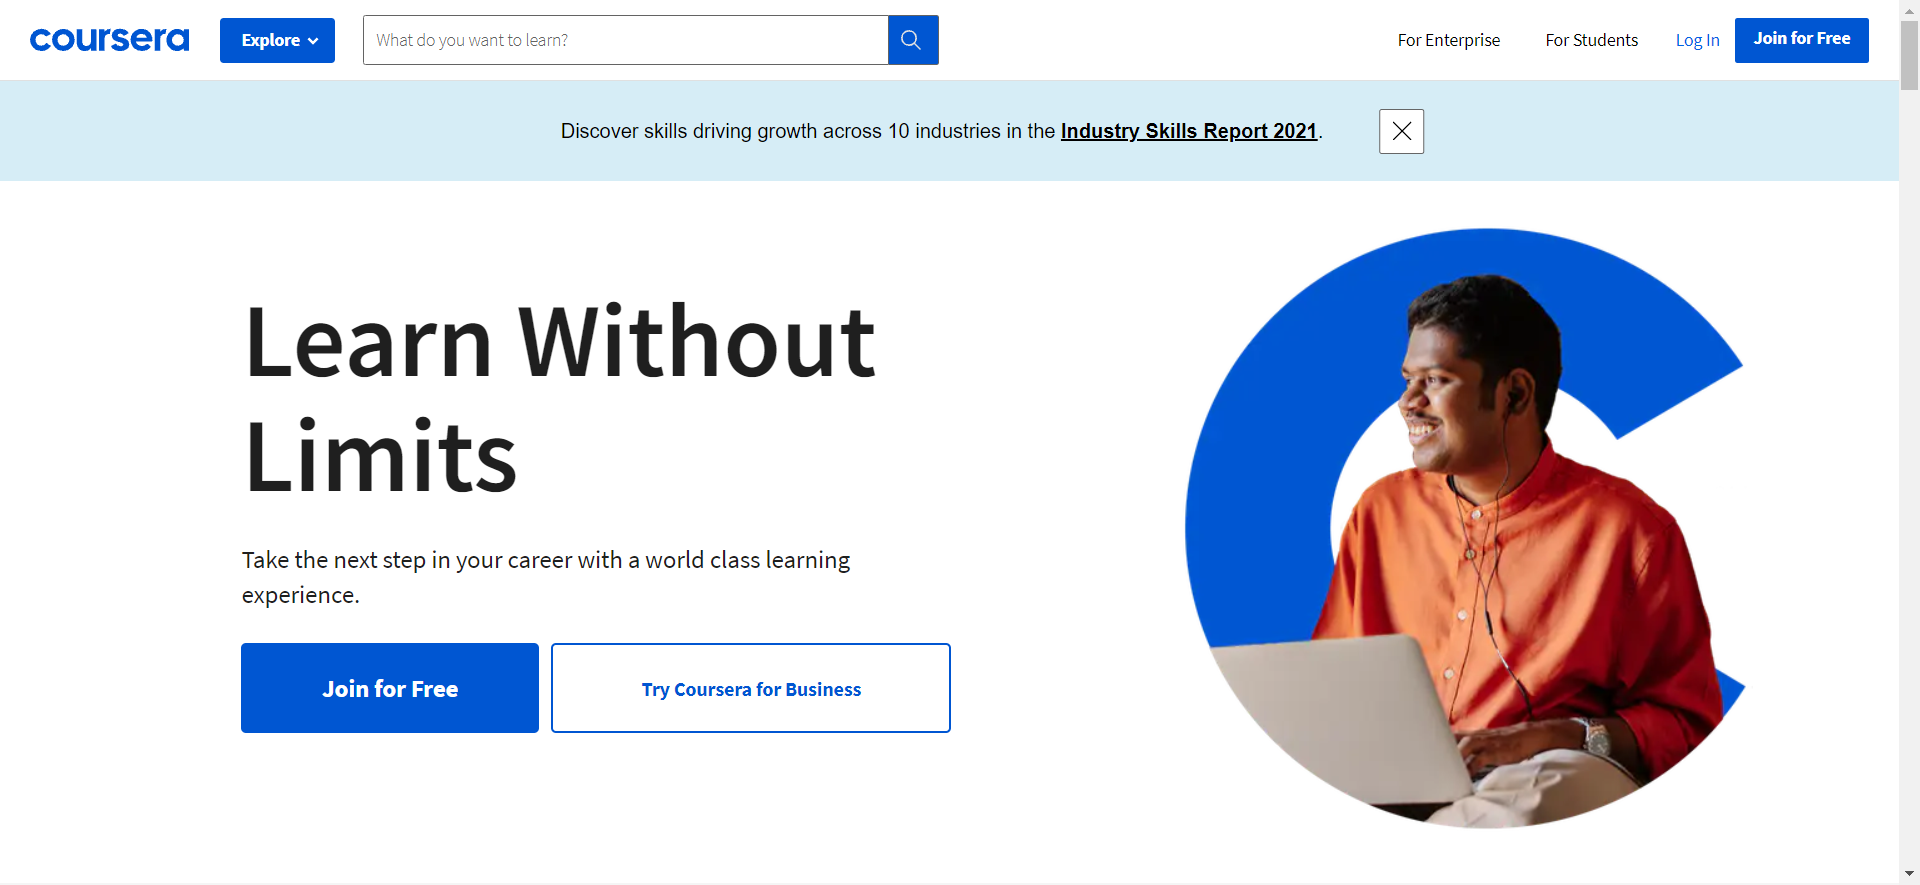 coursera
Explore
What do you want to learn?
For Enterprise
For Students
Log In
Join for Free
Discover skills driving growth across 10 industries in the Industry Skills Report 2021.
Learn Without
Limits
Take the next step in your career with a world class learning
experience.
Join for Free
Try Coursera for Business